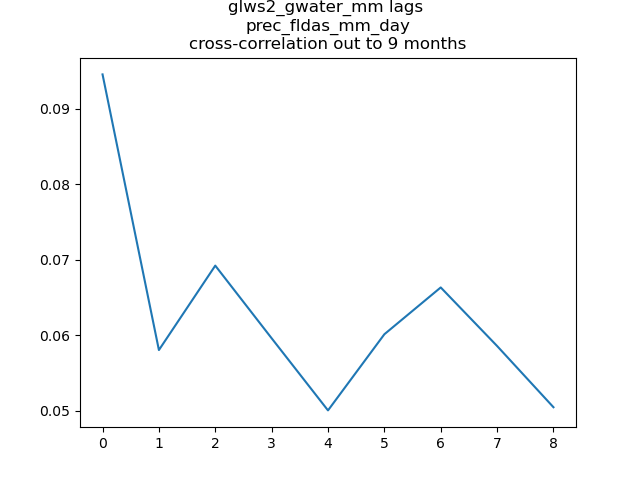 glws2_gwater_mm lags
prec_fldas_mm_day
cross-correlation out to 9 months
0.09
0.08
0.07
0.06
0.05
0 1 2 3 4 5 6 7 8